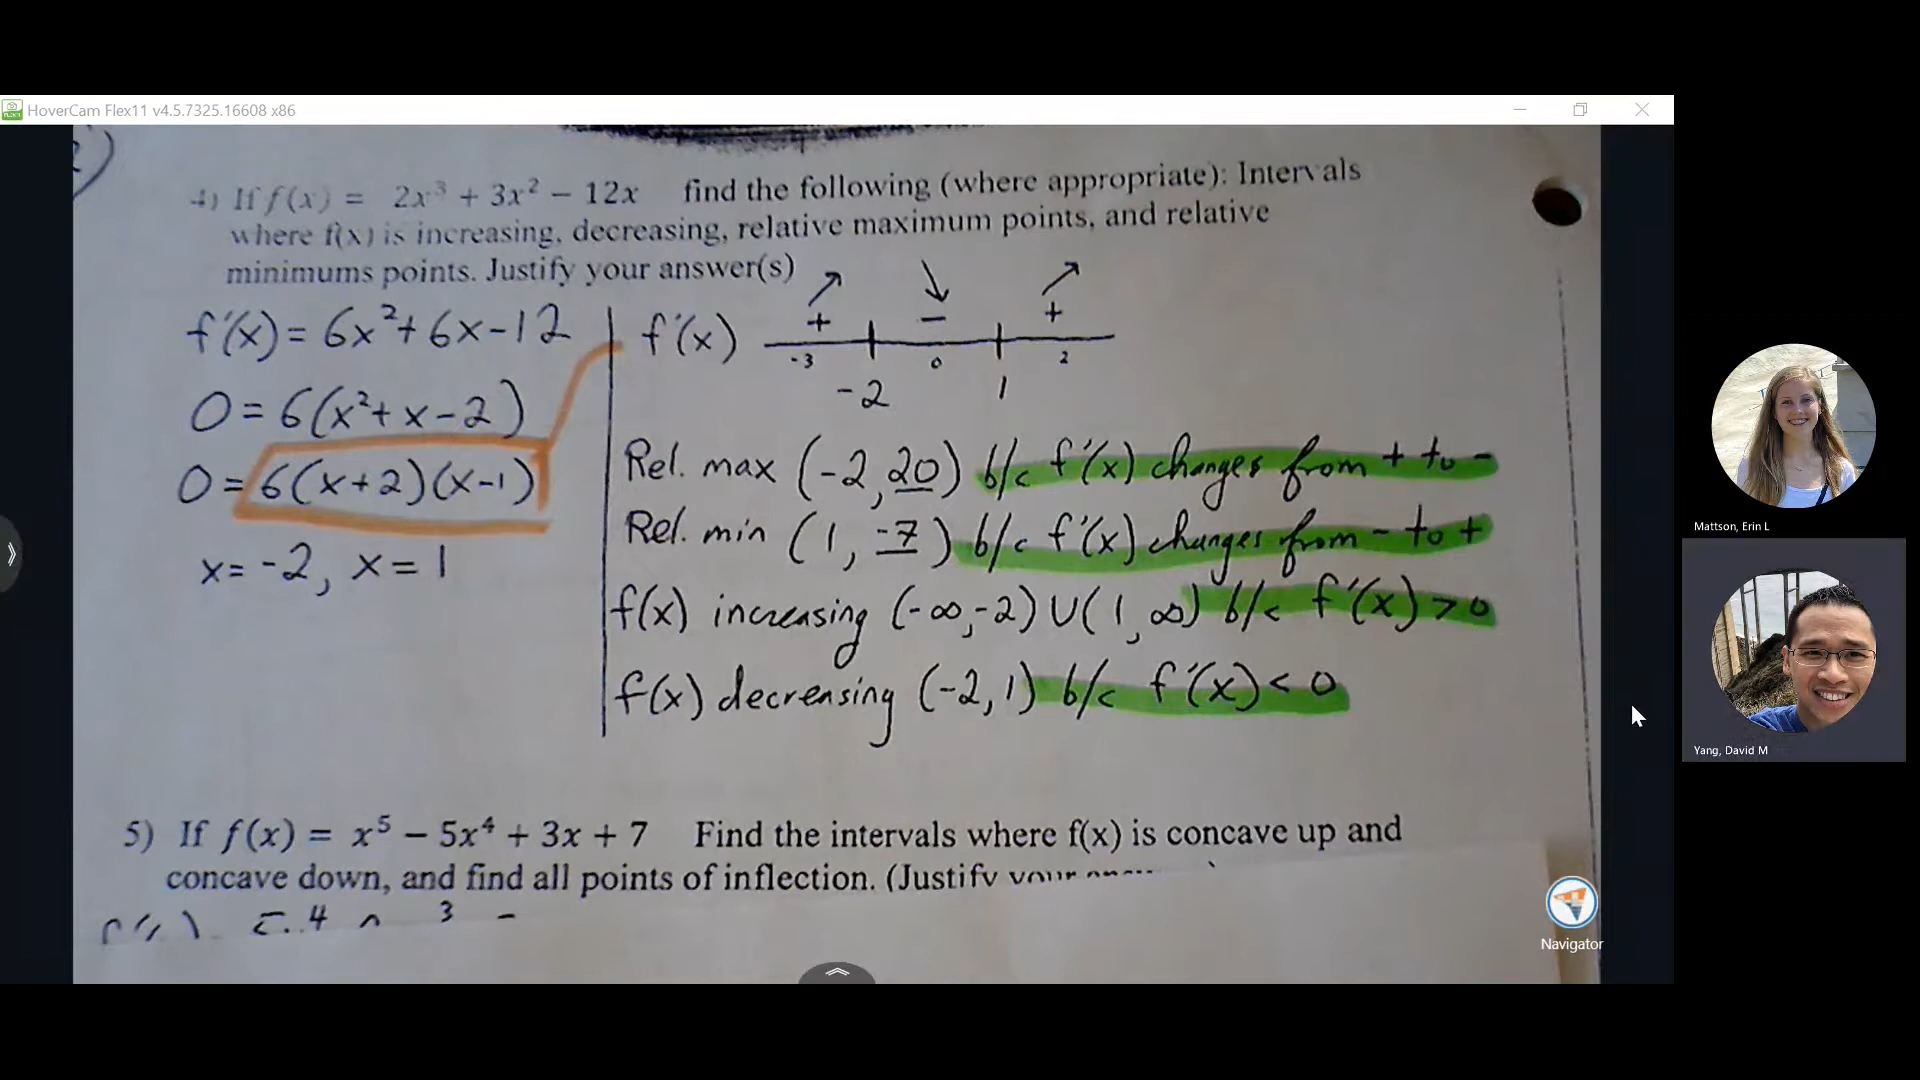 HoverCam Flex11 v4.5.7325.16608 x86
4) If f(x) = 2x³ + 3x² − 12x find the following (where appropriate): Intervals
where f(x) is increasing, decreasing, relative maximum points, and relative
minimums points. Justify your answer(s)
f'(x) = 6x² + 6x - 12
0 = 6(x² + x - 2)
0 = 6(x+2)(x-1)
x = -2, x = 1
+ − +
f'(x)
-3 0 2
-2 1
Rel. max (-2, 20) b/c f'(x) changes from + to -
Rel. min (1, -7) b/c f'(x) changes from - to +
f(x) increasing (-∞,-2) U (1, ∞) b/c f'(x) > 0
f(x) decreasing (-2,1) b/c f'(x) < 0
5) If f(x) = x⁵ − 5x⁴ + 3x + 7 Find the intervals where f(x) is concave up and
concave down, and find all points of inflection. (Justify your
Navigator
Mattson, Erin L
Yang, David M